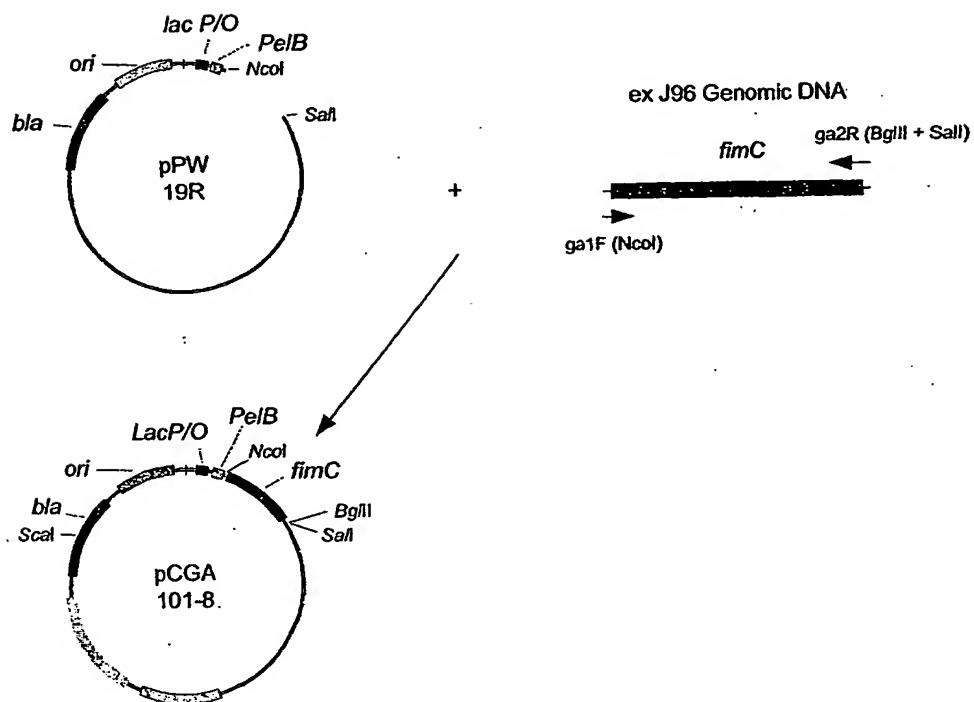 lac P/O
PelB
ori
NcoI
SalI
bla
pPW
19R
+
ex J96 Genomic DNA
ga2R (BglII + SalI)
fimC
ga1F (NcoI)
PelB
LacP/O
NcoI
ori
fimC
bla
BglII
ScaI
SalI
pCGA
101-8.